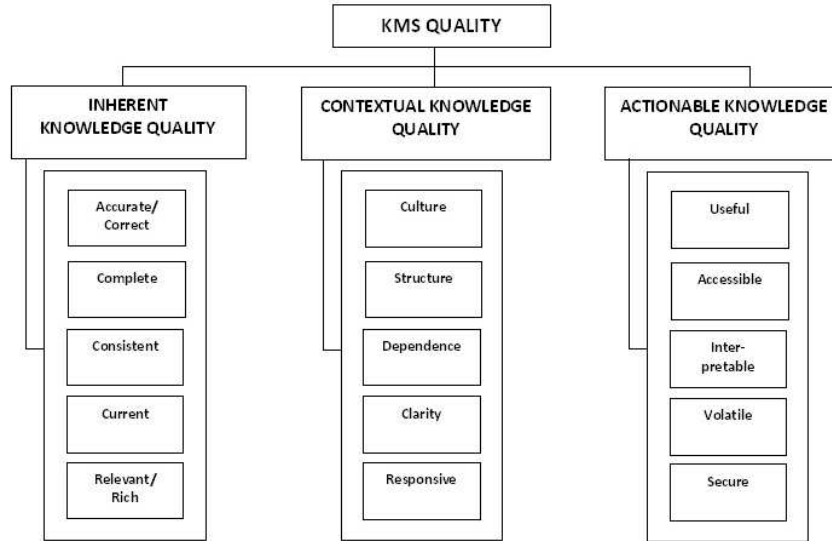 KMS QUALITY
INHERENT
KNOWLEDGE QUALITY
Accurate/
Correct
Complete
Consistent
Current
Relevant/
Rich
CONTEXTUAL KNOWLEDGE
QUALITY
Culture
Structure
Dependence
Clarity
Responsive
ACTIONABLE KNOWLEDGE
QUALITY
Useful
Accessible
Inter-
pretable
Volatile
Secure